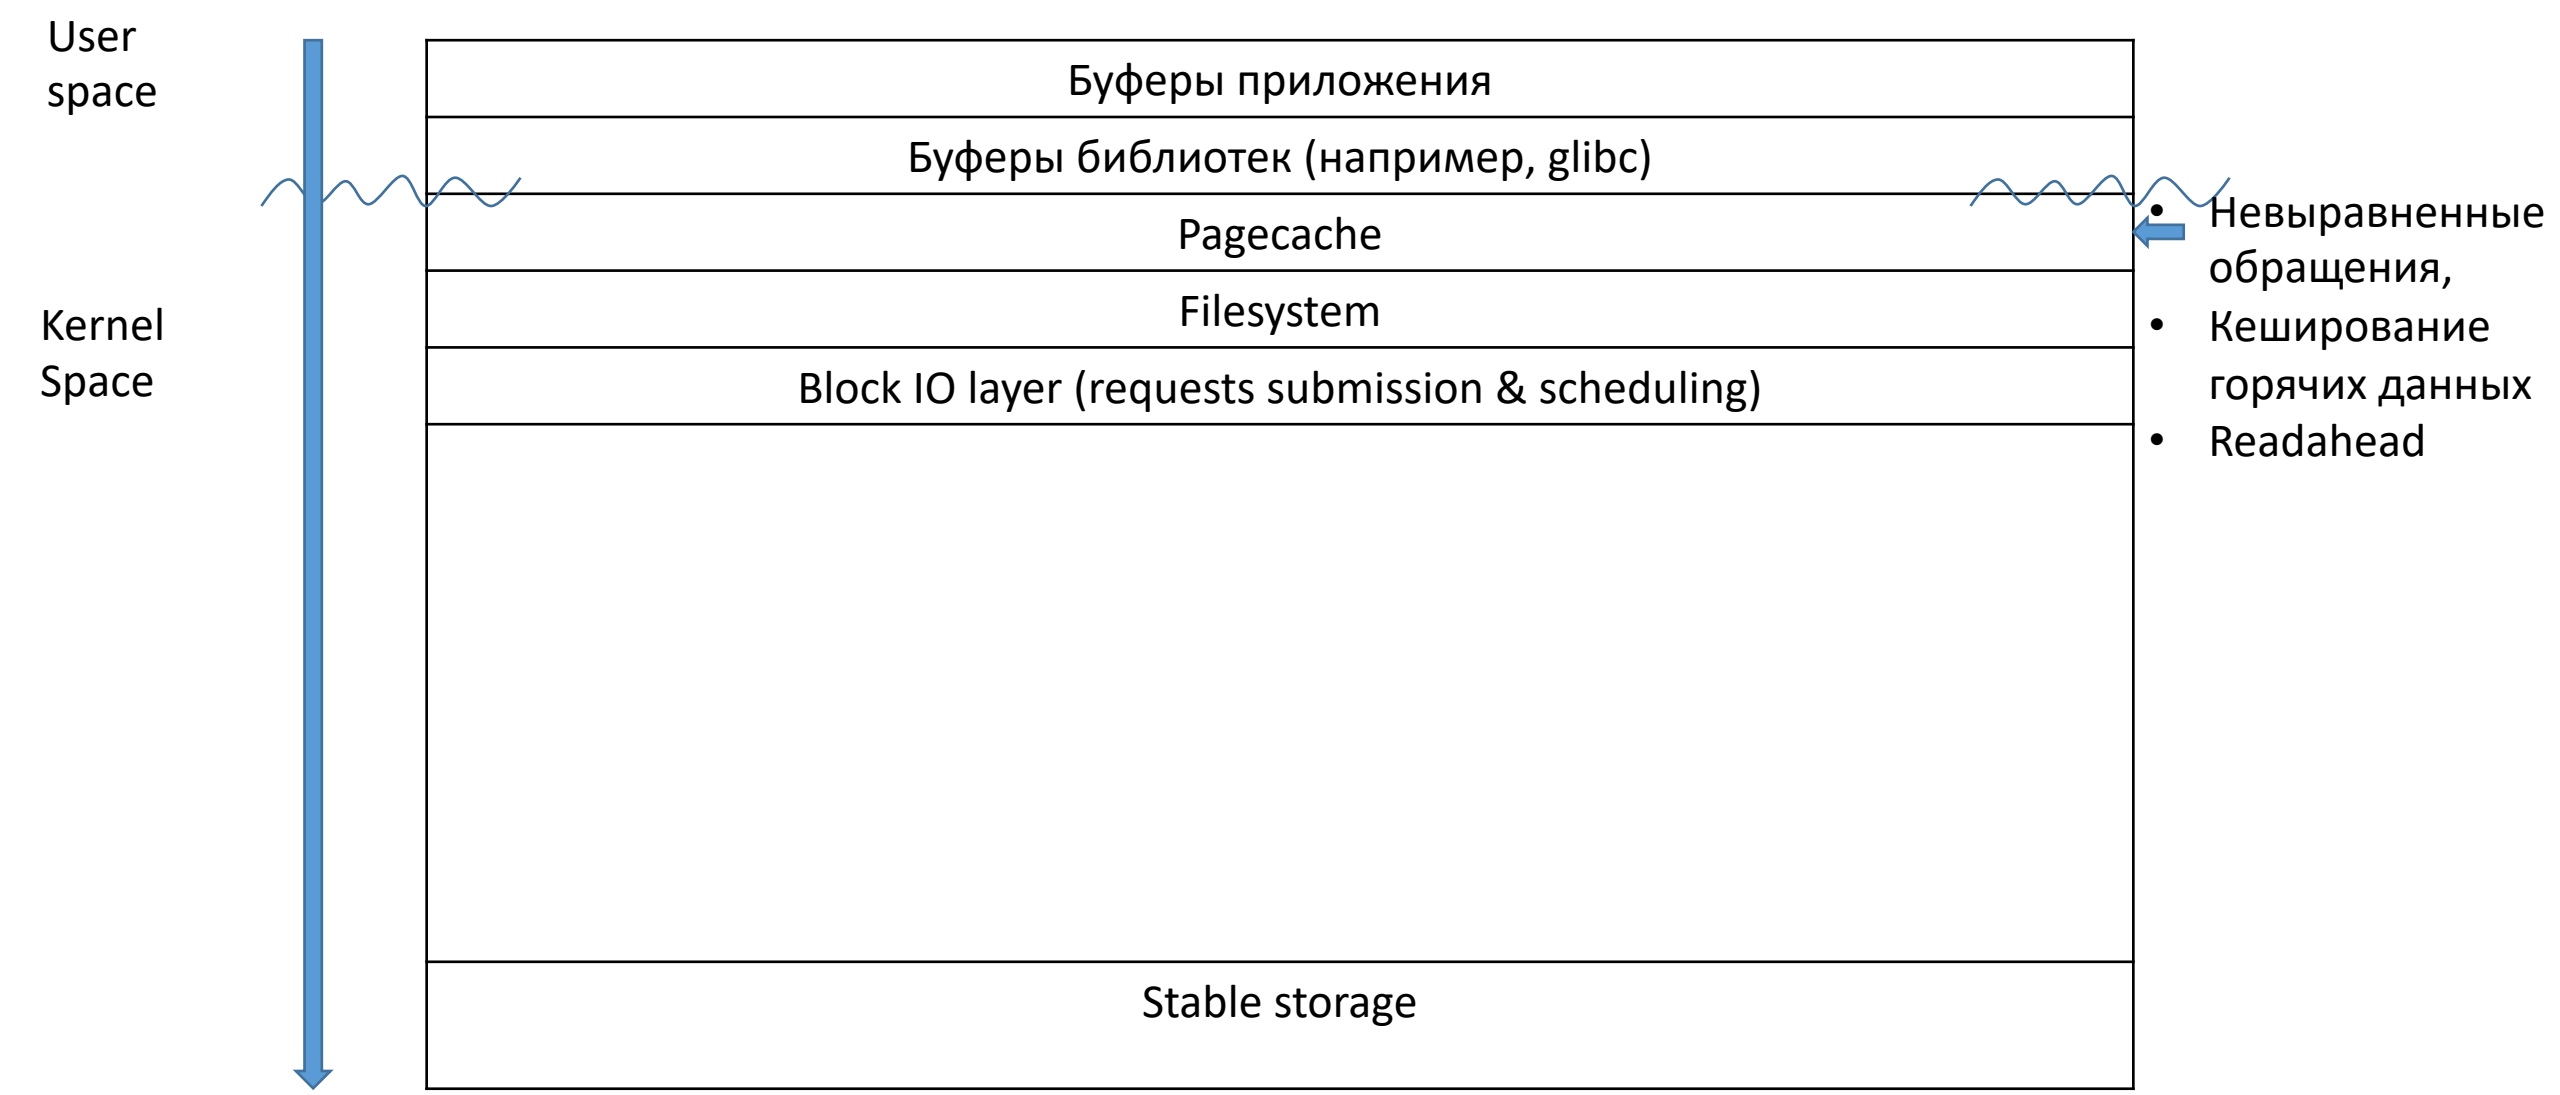 User
space
Буферы приложения
Буферы библиотек (например, glibc)
Pagecache
Filesystem
Block IO layer (requests submission & scheduling)
Stable storage
Kernel
Space
• Невыравненные
обращения,
• Кеширование
горячих данных
• Readahead